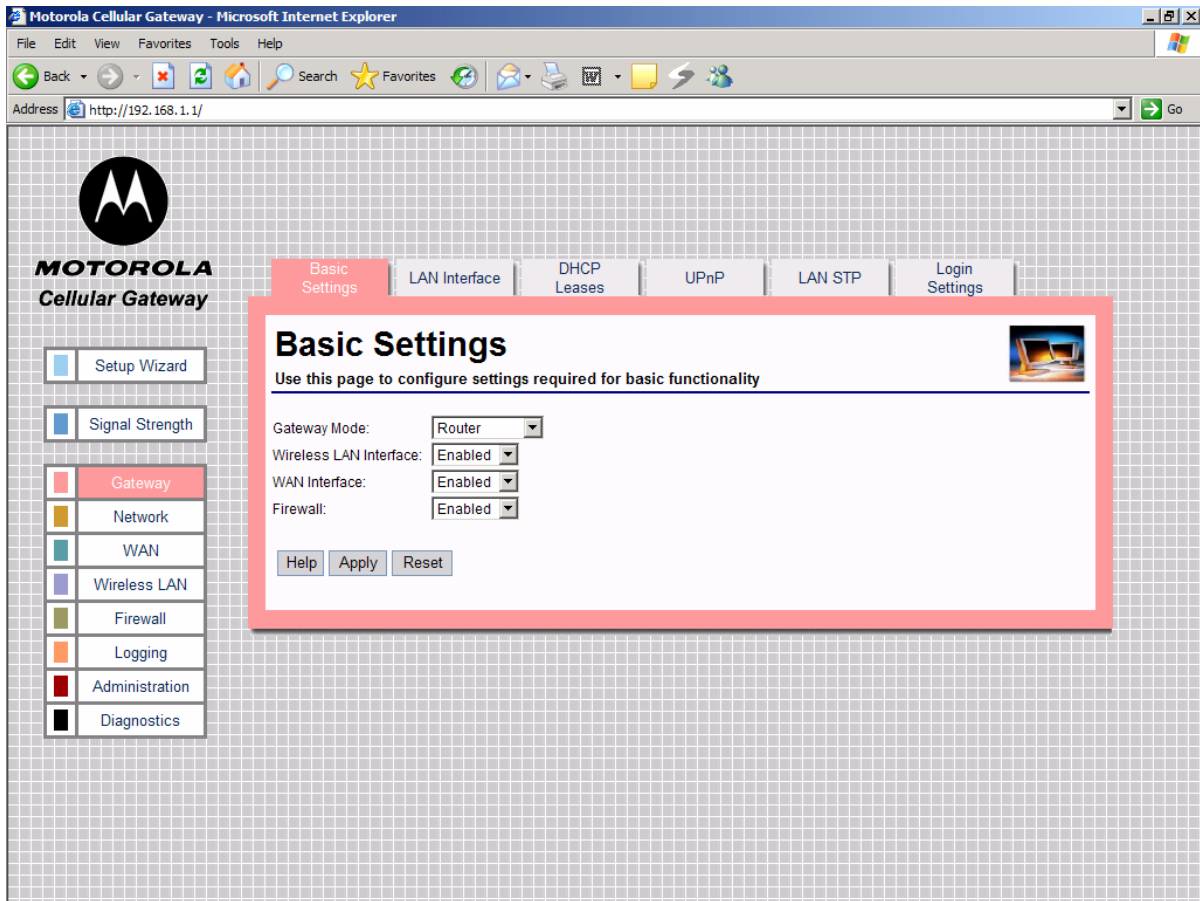 Motorola Cellular Gateway - Microsoft Internet Explorer
File Edit View Favorites Tools Help
Back Search Favorites
Address http://192.168.1.1/ Go
MOTOROLA
Cellular Gateway
Setup Wizard
Signal Strength
Gateway
Network
WAN
Wireless LAN
Firewall
Logging
Administration
Diagnostics
Basic
Settings
LAN Interface
DHCP
Leases
UPnP
LAN STP
Login
Settings
Basic Settings
Use this page to configure settings required for basic functionality
Gateway Mode: Router
Wireless LAN Interface: Enabled
WAN Interface: Enabled
Firewall: Enabled
Help Apply Reset